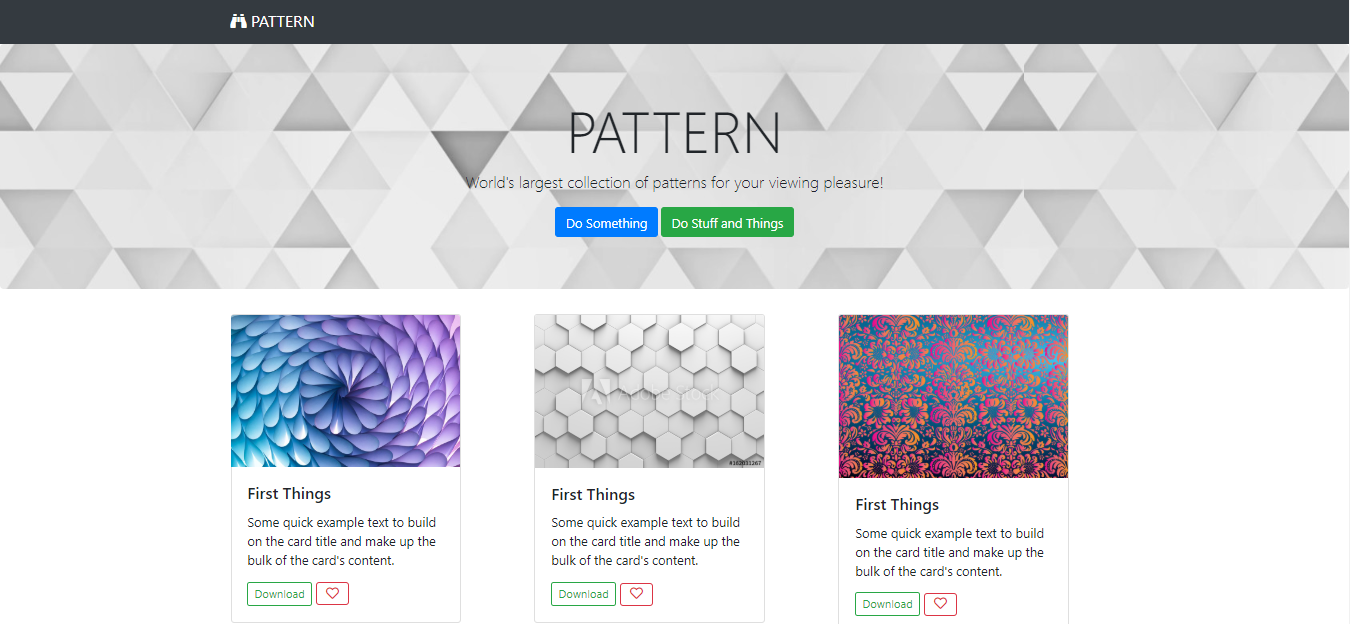 PATTERN
PATTERN
World's largest collection of patterns for your viewing pleasure!
Do Something
Do Stuff and Things
Adobe Stock
#162031267
First Things
Some quick example text to build
on the card title and make up the
bulk of the card's content.
Download
First Things
Some quick example text to build
on the card title and make up the
bulk of the card's content.
Download
First Things
Some quick example text to build
on the card title and make up the
bulk of the card's content.
Download